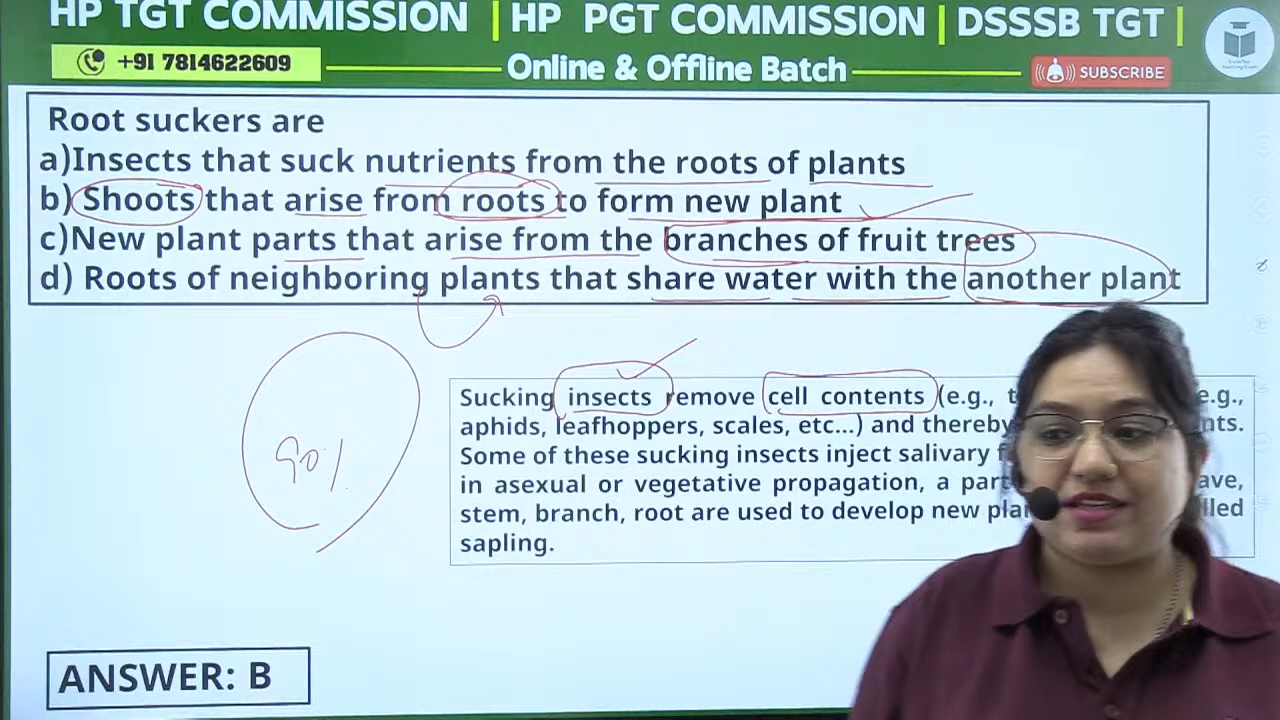 HP TGT COMMISSION | HP PGT COMMISSION | DSSSB TGT |
+91 7814622609
Online & Offline Batch
SUBSCRIBE
Root suckers are
a)Insects that suck nutrients from the roots of plants
b) Shoots that arise from roots to form new plant
c)New plant parts that arise from the branches of fruit trees
d) Roots of neighboring plants that share water with the another plant
90%
Sucking insects remove cell contents (e.g., e.g.,
aphids, leafhoppers, scales, etc...) and thereby
Some of these sucking insects inject salivary
in asexual or vegetative propagation, a part
stem, branch, root are used to develop new
sapling.
ANSWER: B